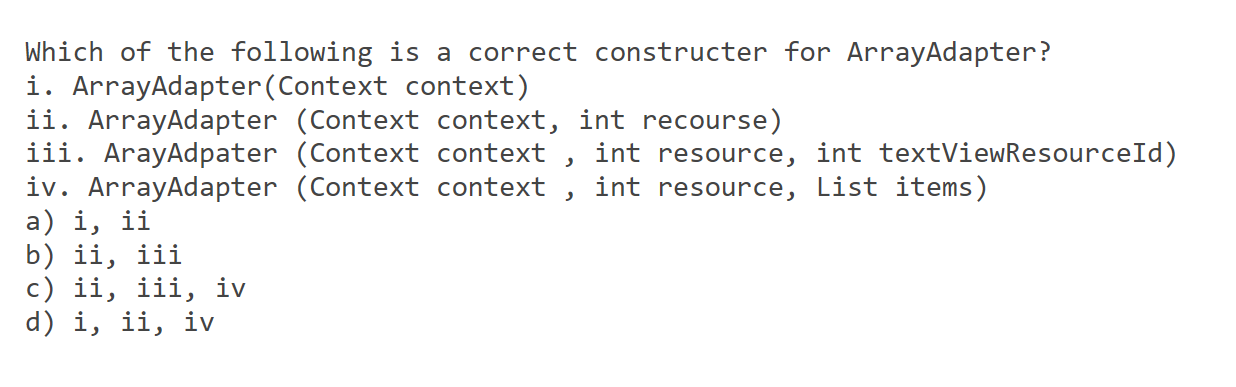 Which of the following is a correct constructer for ArrayAdapter?
i. ArrayAdapter(Context context)
ii. ArrayAdapter (Context context, int recourse)
iii. ArayAdpater (Context context , int resource, int textViewResourceId)
iv. ArrayAdapter (Context context , int resource, List items)
a) i, ii
b) ii, iii
c) ii, iii, iv
d) i, ii, iv